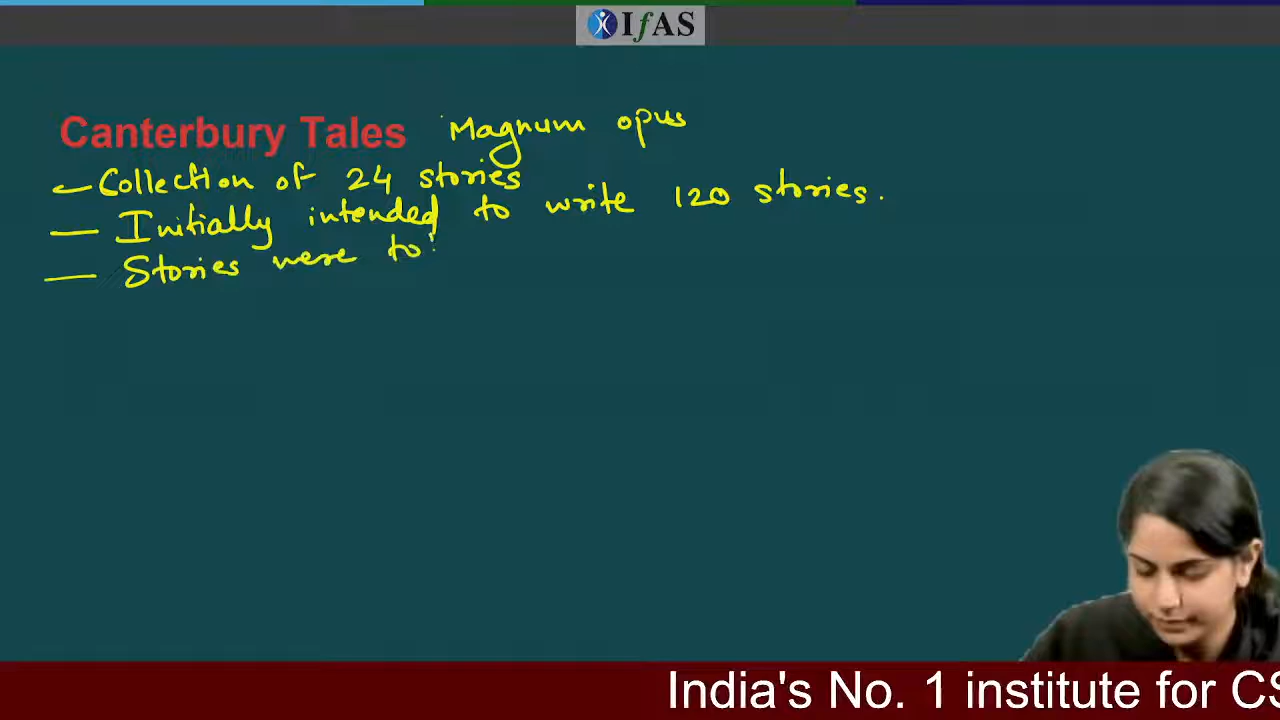 IfAS
Canterbury Tales Magnum opus
– Collection of 24 stories
– Initially intended to write 120 stories.
– Stories were to
India's No. 1 institute for CS